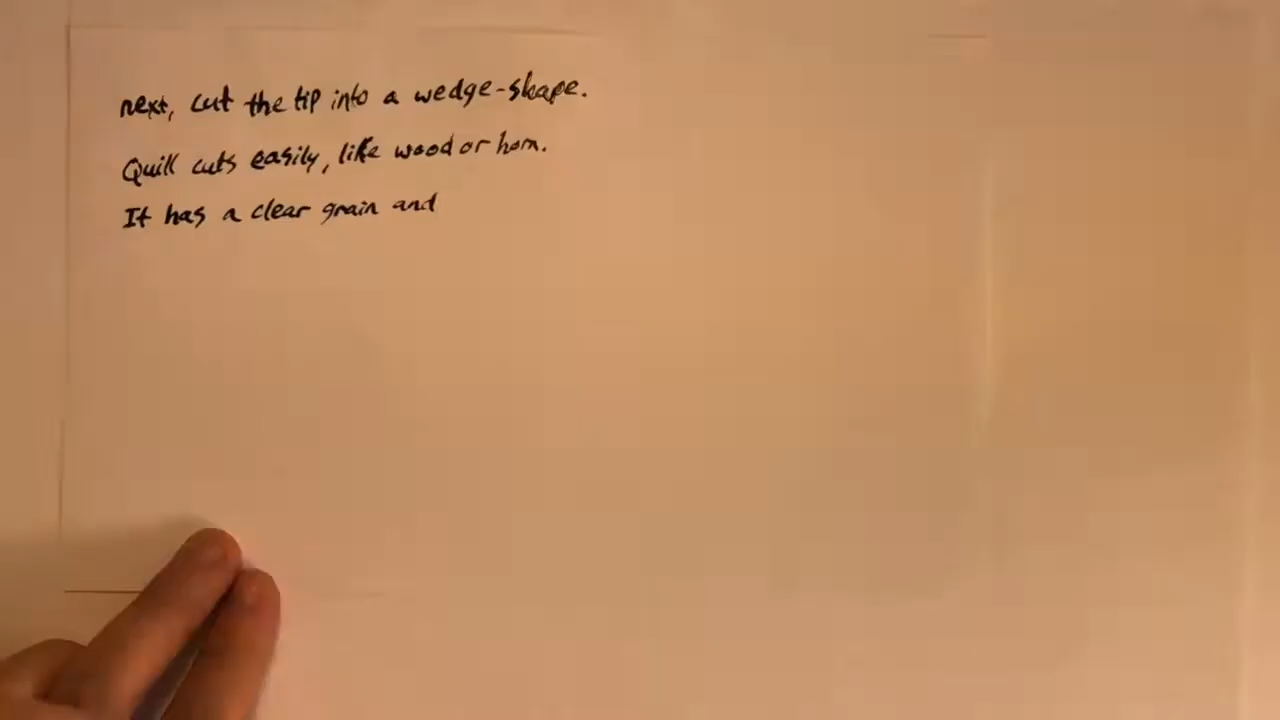 next, cut the tip into a wedge-shape.
Quill cuts easily, like wood or horn.
It has a clear grain and